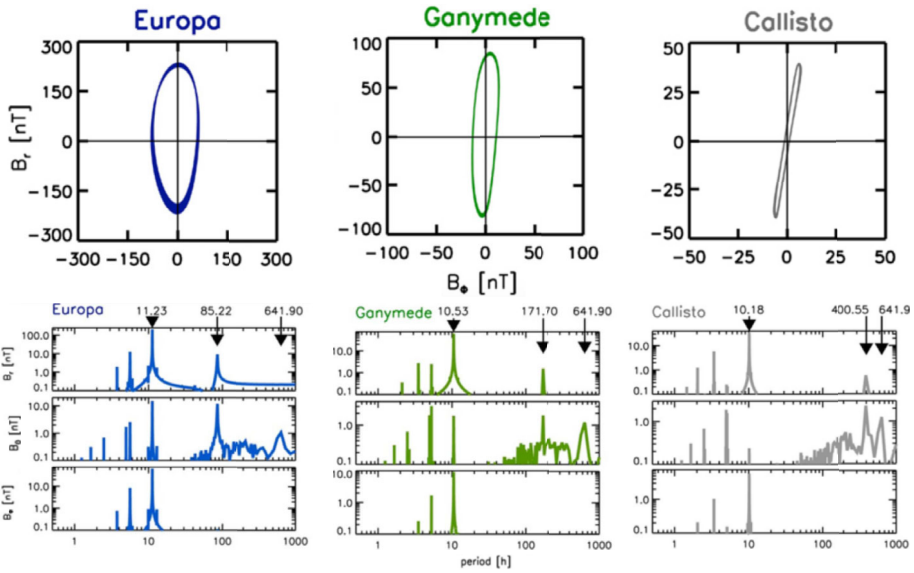 Europa Ganymede Callisto
300 100 50
150 50 25
0 0 0
−150 −50 −25
−300 −100 −50
B_r [nT]
−300 −150 0 150 300 −100 −50 0 50 100 −50 −25 0 25 50
B_Φ [nT]
Europa 11.23 85.22 641.90 Ganymede 10.53 171.70 641.90 Callisto 10.18 400.55 641.9
B_r [nT] 100.0 10.0 1.0 0.1 10.0 1.0 0.1 10.0 1.0 0.1
B_θ [nT] 10.0 1.0 0.1 1.0 0.1 1.0 0.1
B_Φ [nT] 10.0 1.0 0.1 10.0 1.0 0.1 1.0 0.1
1 10 100 1000 1 10 100 1000 1 10 100 1000
period [h]